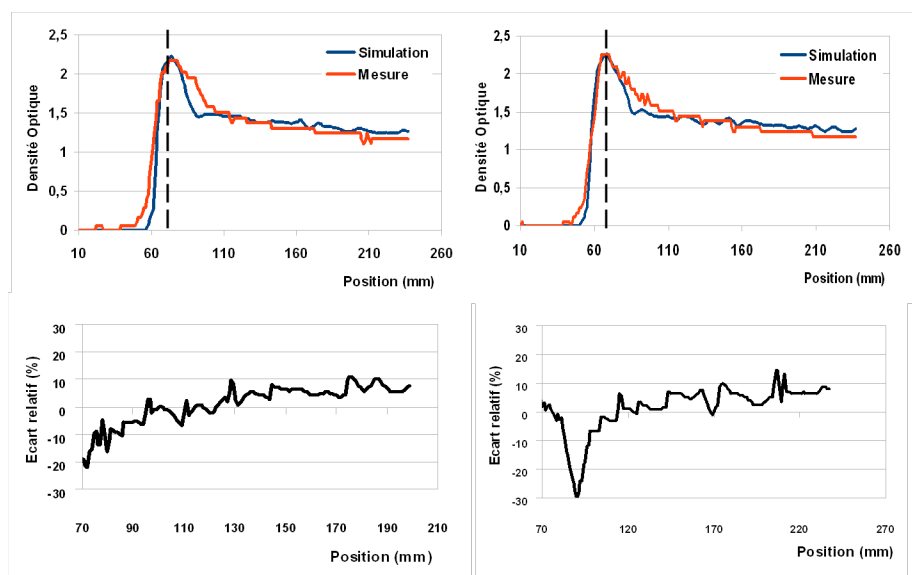 2,5
2
1,5
1
0,5
0
Densité Optique
Simulation
Mesure
10 60 110 160 210
Position (mm)
2,5
2
1,5
1
0,5
0
Densité Optique
Simulation
Mesure
10 60 110 160 210 260
Position (mm)
30
20
10
0
-10
-20
-30
Ecart relatif (%)
70 90 110 130 150 170 190 210
Position (mm)
30
20
10
0
-10
-20
-30
Ecart relatif (%)
70 120 170 220 270
Position (mm)